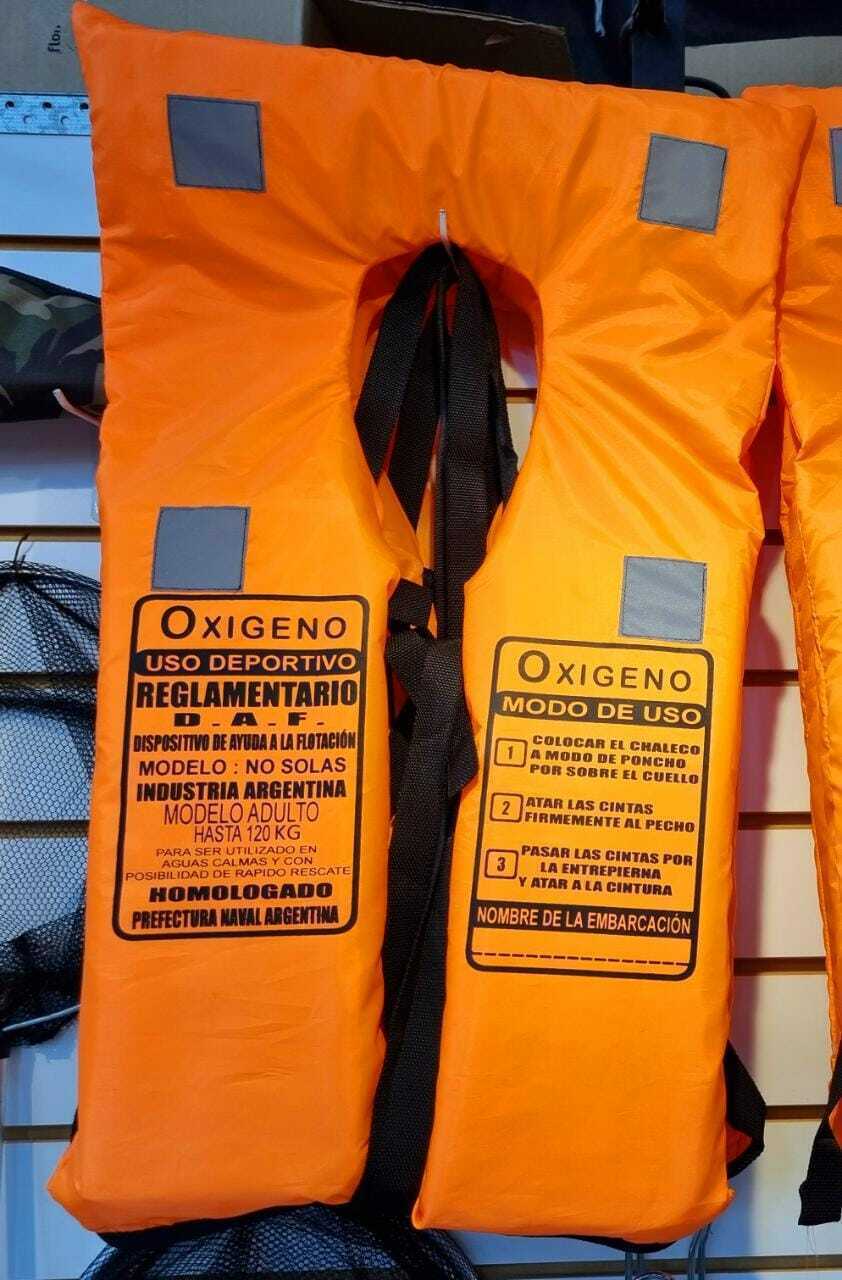 flon
OXIGENO
USO DEPORTIVO
REGLAMENTARIO
D.A.F.
DISPOSITIVO DE AYUDA A LA FLOTACIÓN
MODELO : NO SOLAS
INDUSTRIA ARGENTINA
MODELO ADULTO
HASTA 120 KG
PARA SER UTILIZADO EN
AGUAS CALMAS Y CON
POSIBILIDAD DE RAPIDO RESCATE
HOMOLOGADO
PREFECTURA NAVAL ARGENTINA
OXIGENO
MODO DE USO
1 COLOCAR EL CHALECO
A MODO DE PONCHO
POR SOBRE EL CUELLO
2 ATAR LAS CINTAS
FIRMEMENTE AL PECHO
3 PASAR LAS CINTAS POR
LA ENTREPIERNA
Y ATAR A LA CINTURA
NOMBRE DE LA EMBARCACIÓN